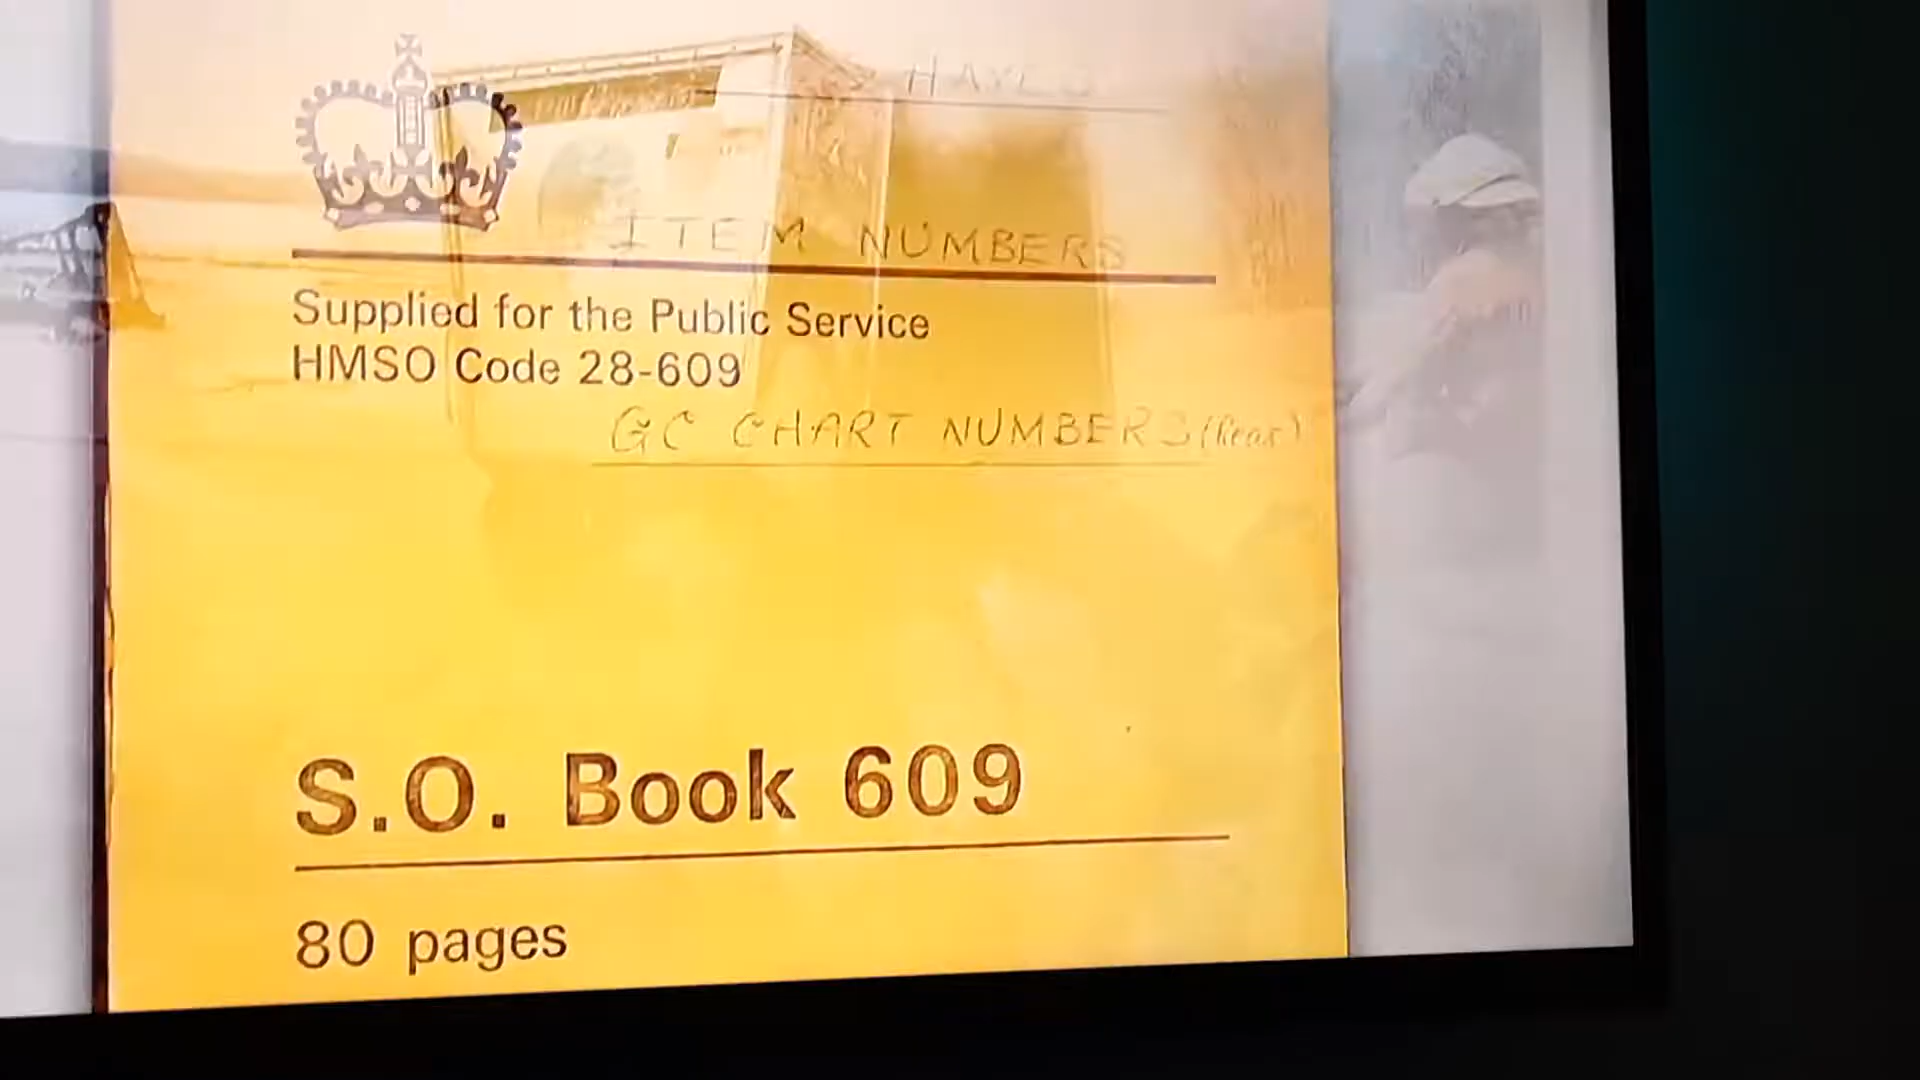 ITEM NUMBERS
Supplied for the Public Service
HMSO Code 28-609
GC CHART NUMBERS (Rear)
S.O. Book 609
80 pages